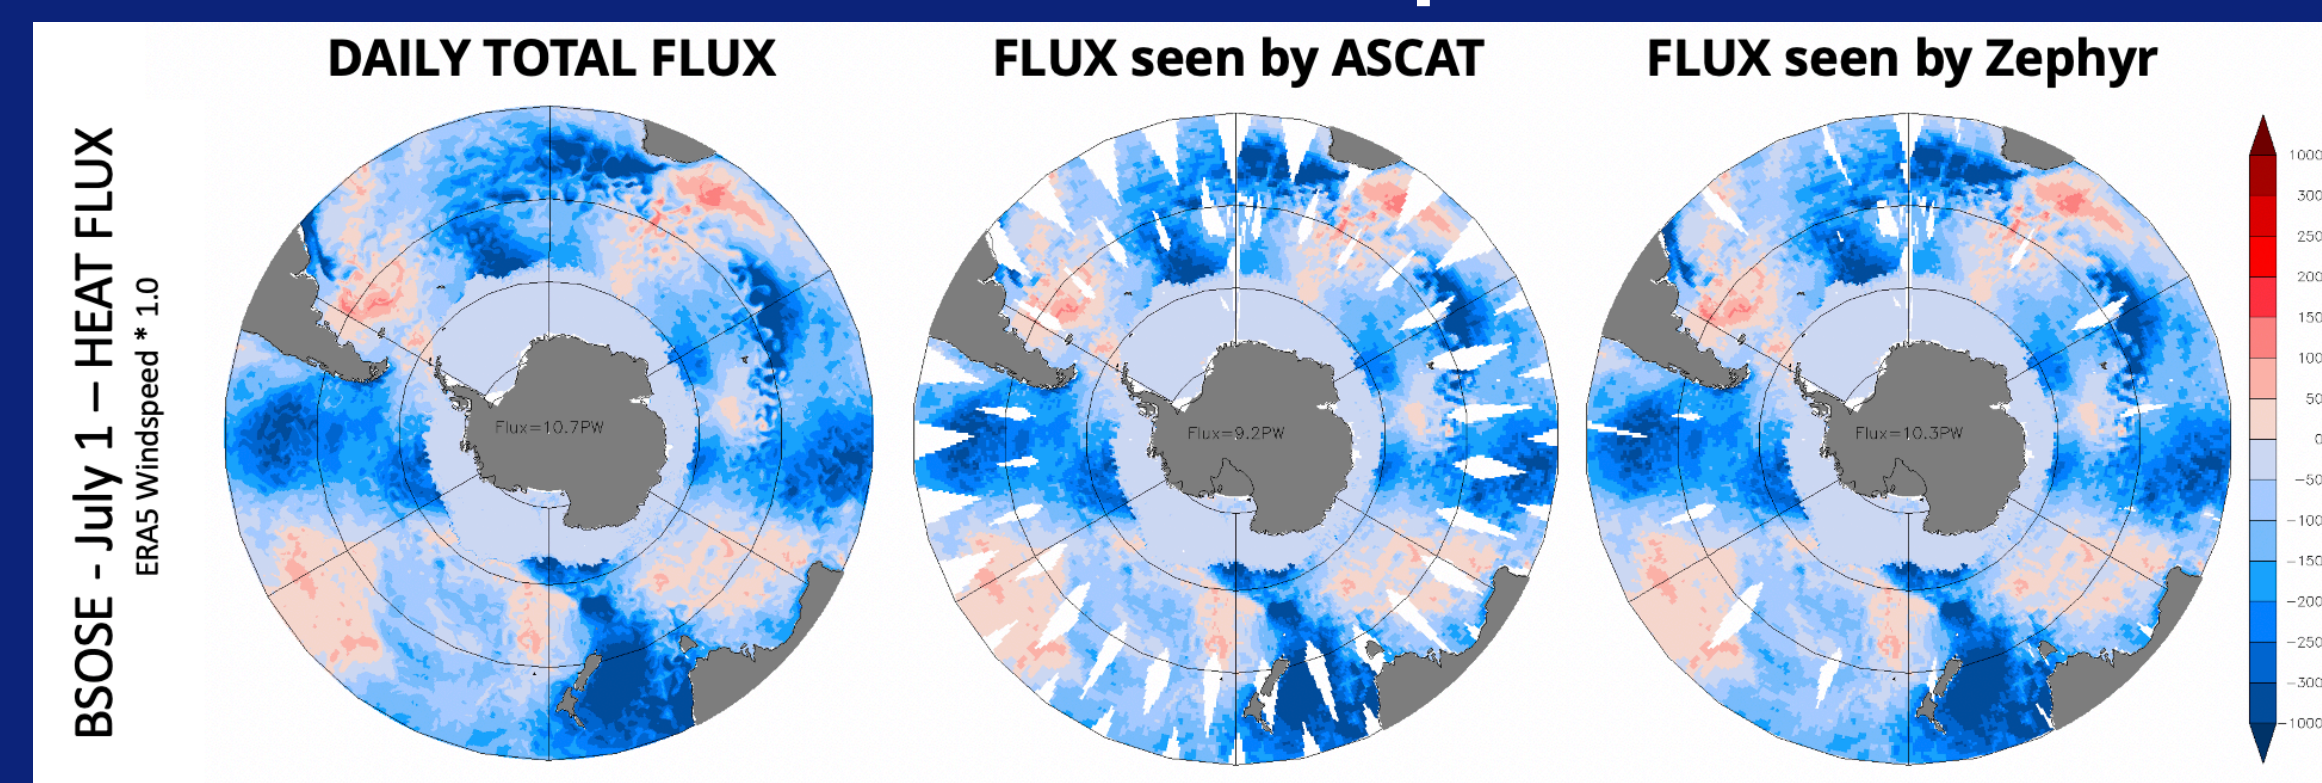 DAILY TOTAL FLUX
FLUX seen by ASCAT
FLUX seen by Zephyr
BSOSE - July 1 – HEAT FLUX
ERA5 Windspeed * 1.0
Flux=10.7PW
Flux=9.2PW
Flux=10.3PW
1000
300
250
200
150
100
50
0
-50
-100
-150
-200
-250
-300
-1000